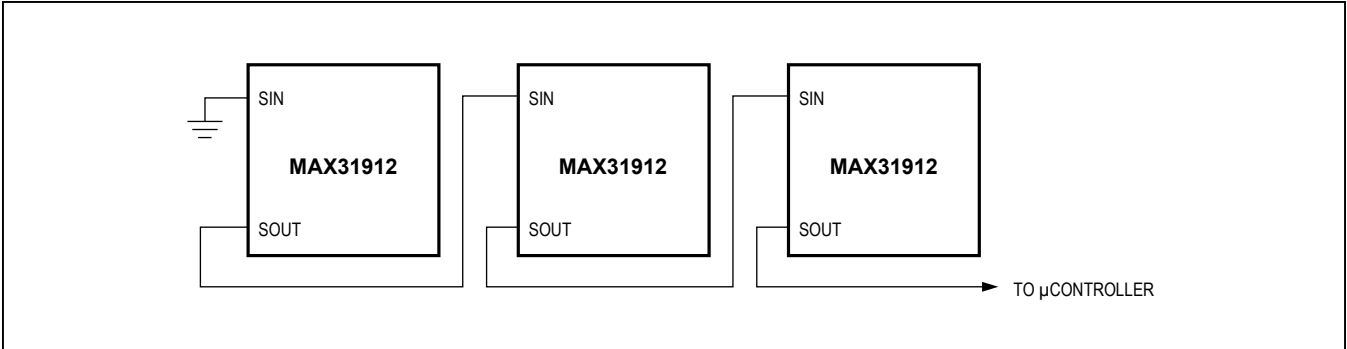 SIN
MAX31912
SOUT
SIN
MAX31912
SOUT
SIN
MAX31912
SOUT
TO µCONTROLLER